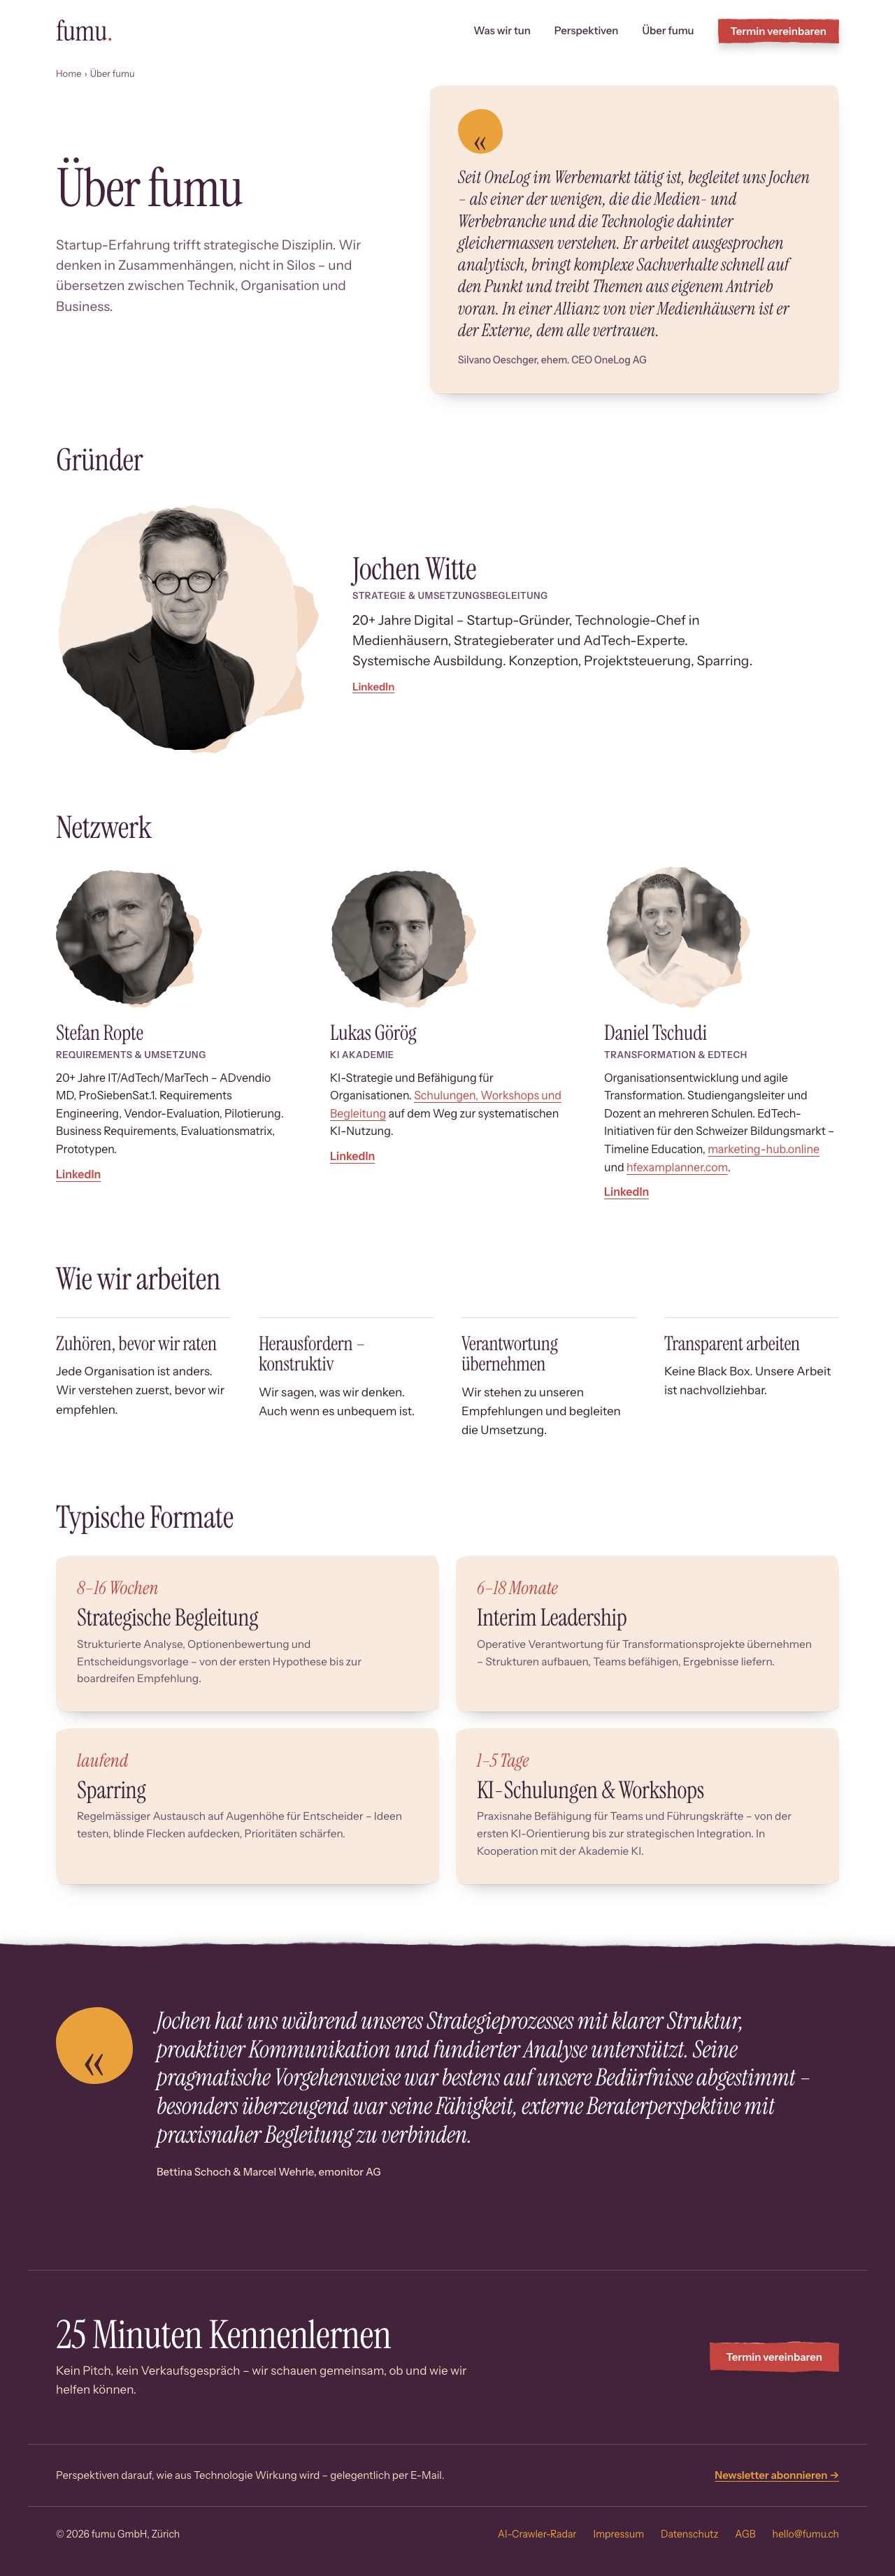 fumu.
Was wir tun
Perspektiven
Über fumu
Termin vereinbaren
Home › Über fumu
Über fumu
Startup-Erfahrung trifft strategische Disziplin. Wir
denken in Zusammenhängen, nicht in Silos – und
übersetzen zwischen Technik, Organisation und
Business.
«
Seit OneLog im Werbemarkt tätig ist, begleitet uns Jochen
– als einer der wenigen, die die Medien- und
Werbebranche und die Technologie dahinter
gleichermassen verstehen. Er arbeitet ausgesprochen
analytisch, bringt komplexe Sachverhalte schnell auf
den Punkt und treibt Themen aus eigenem Antrieb
voran. In einer Allianz von vier Medienhäusern ist er
der Externe, dem alle vertrauen.
Silvano Oeschger, ehem. CEO OneLog AG
Gründer
Jochen Witte
STRATEGIE & UMSETZUNGSBEGLEITUNG
20+ Jahre Digital – Startup-Gründer, Technologie-Chef in
Medienhäusern, Strategieberater und AdTech-Experte.
Systemische Ausbildung. Konzeption, Projektsteuerung, Sparring.
LinkedIn
Netzwerk
Stefan Ropte
REQUIREMENTS & UMSETZUNG
20+ Jahre IT/AdTech/MarTech – ADvendio
MD, ProSiebenSat.1. Requirements
Engineering, Vendor-Evaluation, Pilotierung.
Business Requirements, Evaluationsmatrix,
Prototypen.
LinkedIn
Lukas Görög
KI AKADEMIE
KI-Strategie und Befähigung für
Organisationen. Schulungen, Workshops und
Begleitung auf dem Weg zur systematischen
KI-Nutzung.
LinkedIn
Daniel Tschudi
TRANSFORMATION & EDTECH
Organisationsentwicklung und agile
Transformation. Studiengangsleiter und
Dozent an mehreren Schulen. EdTech-
Initiativen für den Schweizer Bildungsmarkt –
Timeline Education, marketing-hub.online
und hfexamplanner.com.
LinkedIn
Wie wir arbeiten
Zuhören, bevor wir raten
Jede Organisation ist anders.
Wir verstehen zuerst, bevor wir
empfehlen.
Herausfordern –
konstruktiv
Wir sagen, was wir denken.
Auch wenn es unbequem ist.
Verantwortung
übernehmen
Wir stehen zu unseren
Empfehlungen und begleiten
die Umsetzung.
Transparent arbeiten
Keine Black Box. Unsere Arbeit
ist nachvollziehbar.
Typische Formate
8–16 Wochen
Strategische Begleitung
Strukturierte Analyse, Optionenbewertung und
Entscheidungsvorlage – von der ersten Hypothese bis zur
boardreifen Empfehlung.
6–18 Monate
Interim Leadership
Operative Verantwortung für Transformationsprojekte übernehmen
– Strukturen aufbauen, Teams befähigen, Ergebnisse liefern.
laufend
Sparring
Regelmässiger Austausch auf Augenhöhe für Entscheider – Ideen
testen, blinde Flecken aufdecken, Prioritäten schärfen.
1–5 Tage
KI-Schulungen & Workshops
Praxisnahe Befähigung für Teams und Führungskräfte – von der
ersten KI-Orientierung bis zur strategischen Integration. In
Kooperation mit der Akademie KI.
«
Jochen hat uns während unseres Strategieprozesses mit klarer Struktur,
proaktiver Kommunikation und fundierter Analyse unterstützt. Seine
pragmatische Vorgehensweise war bestens auf unsere Bedürfnisse abgestimmt –
besonders überzeugend war seine Fähigkeit, externe Beraterperspektive mit
praxisnaher Begleitung zu verbinden.
Bettina Schoch & Marcel Wehrle, emonitor AG
25 Minuten Kennenlernen
Kein Pitch, kein Verkaufsgespräch – wir schauen gemeinsam, ob und wie wir
helfen können.
Termin vereinbaren
Perspektiven darauf, wie aus Technologie Wirkung wird – gelegentlich per E-Mail.
Newsletter abonnieren →
© 2026 fumu GmbH, Zürich
AI-Crawler-Radar
Impressum
Datenschutz
AGB
hello@fumu.ch